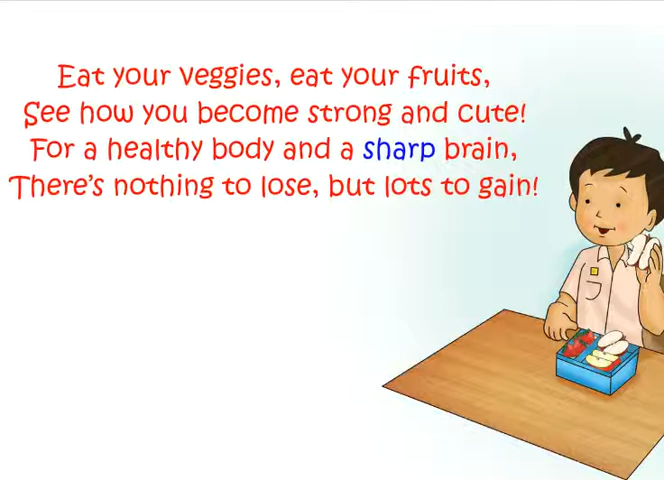 Eat your veggies, eat your fruits,
See how you become strong and cute!
For a healthy body and a sharp brain,
There's nothing to lose, but lots to gain!